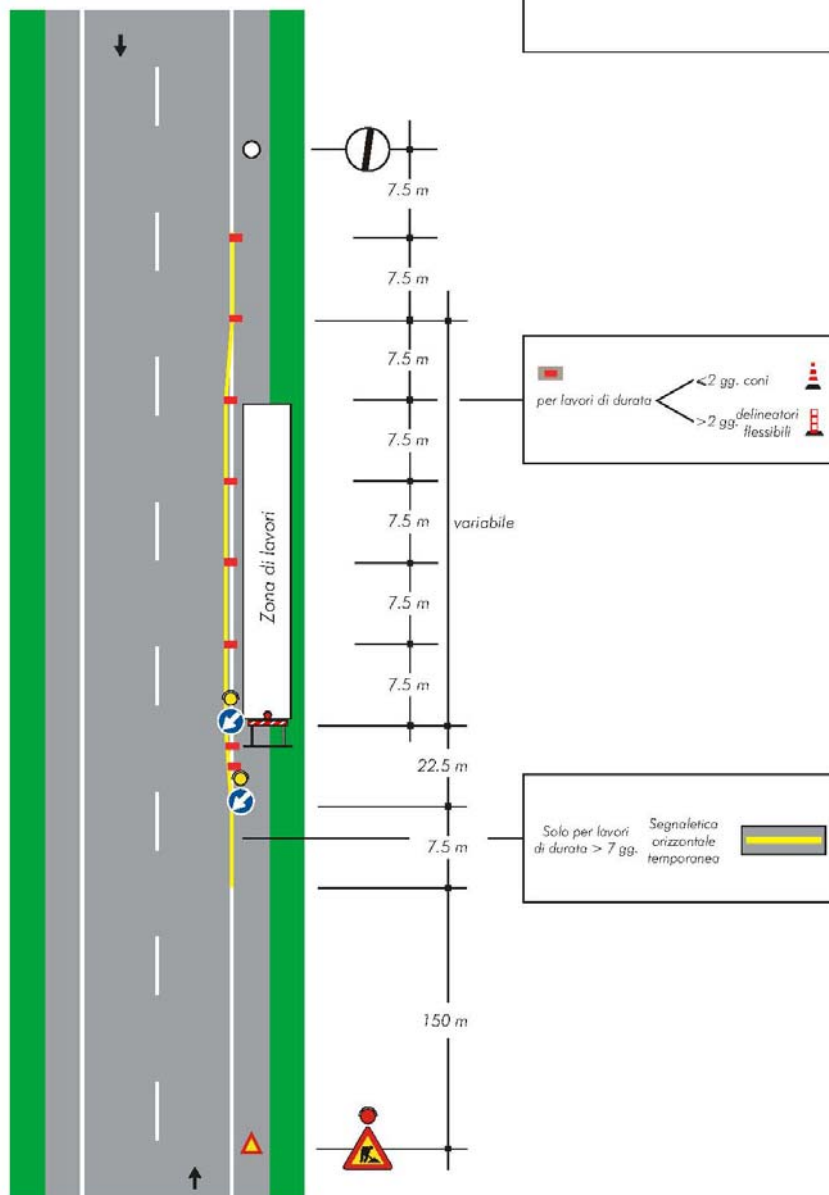 7.5 m
7.5 m
7.5 m
7.5 m
7.5 m
7.5 m
7.5 m
variabile
22.5 m
7.5 m
150 m
Zona di lavori
per lavori di durata
<2 gg. coni
>2 gg. delineatori
flessibili
Solo per lavori
di durata > 7 gg.
Segnaletica
orizzontale
temporanea